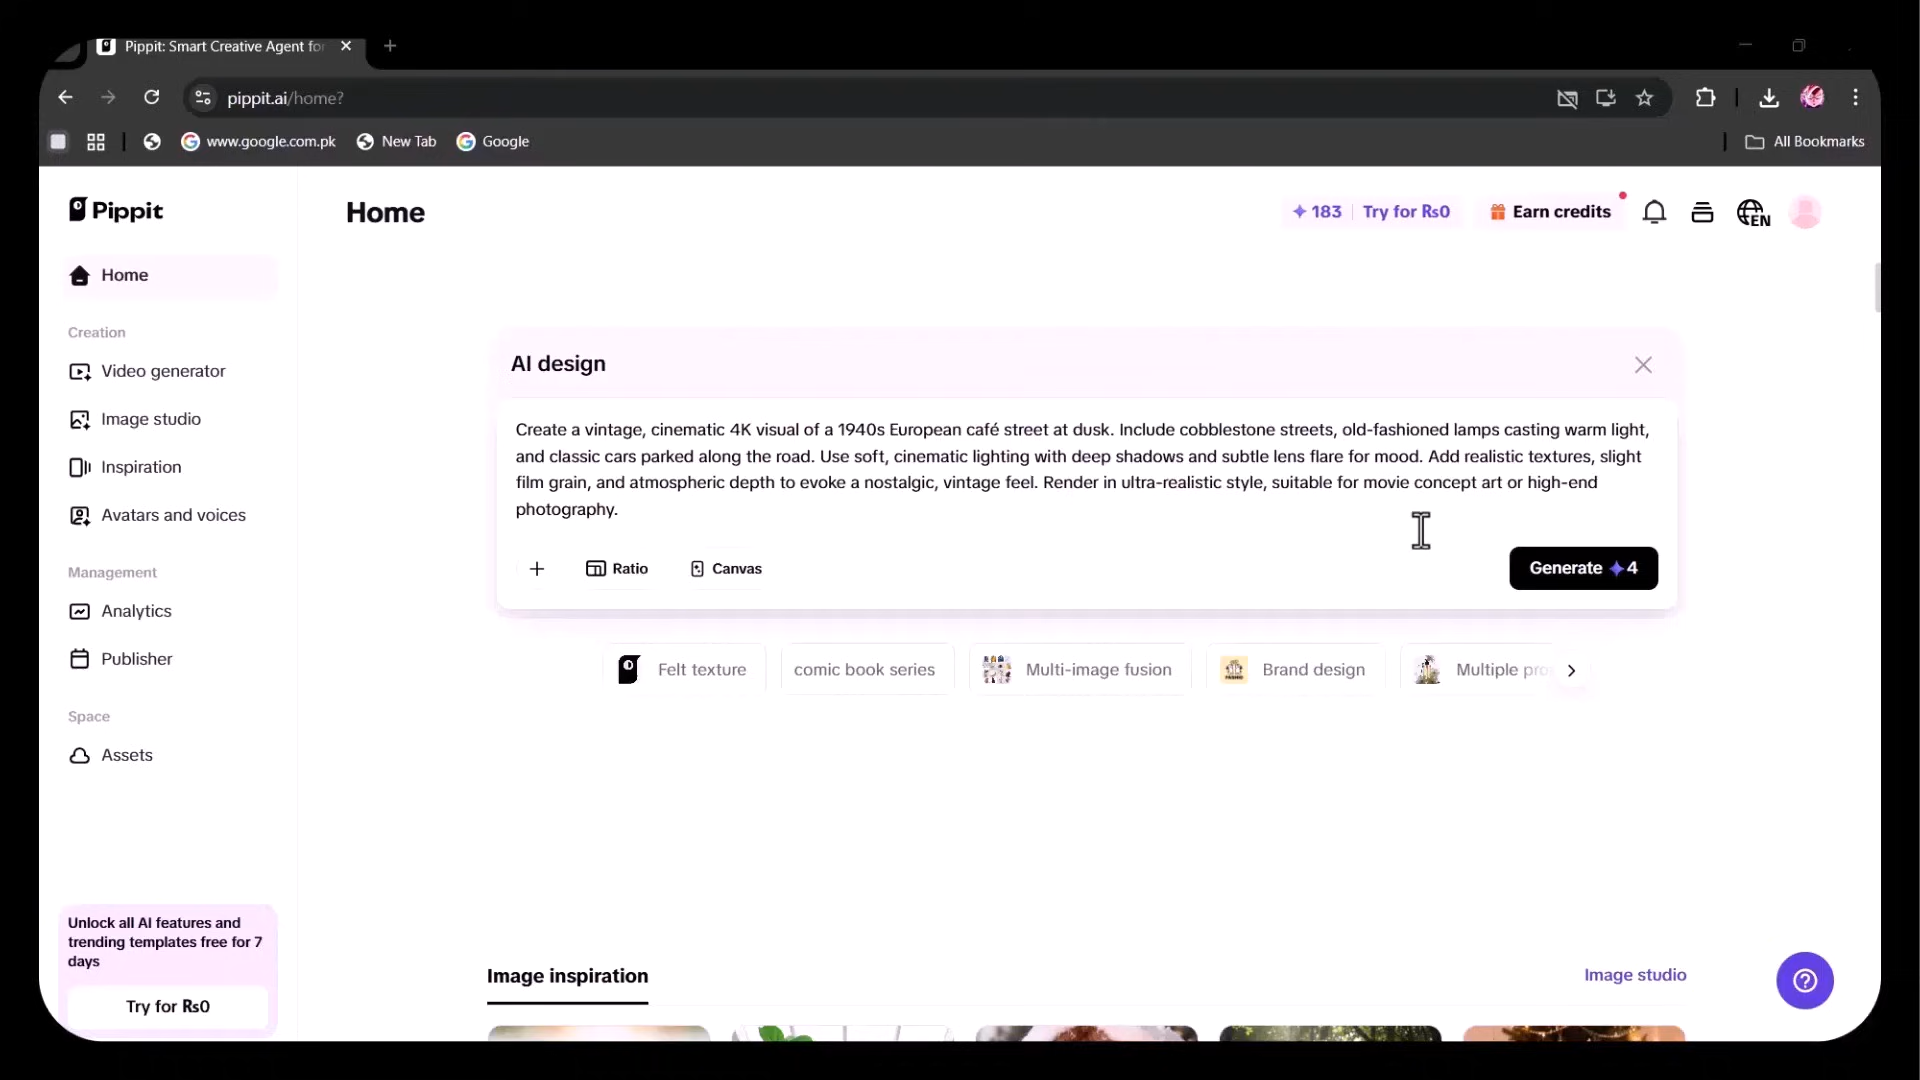 Pippit: Smart Creative Agent for
pippit.ai/home?
www.google.com.pk
New Tab
Google
All Bookmarks
Pippit
Home
183
Try for Rs0
Earn credits
EN
Home
Creation
Video generator
Image studio
Inspiration
Avatars and voices
Management
Analytics
Publisher
Space
Assets
Unlock all AI features and
trending templates free for 7
days
Try for Rs0
AI design
Create a vintage, cinematic 4K visual of a 1940s European café street at dusk. Include cobblestone streets, old-fashioned lamps casting warm light,
and classic cars parked along the road. Use soft, cinematic lighting with deep shadows and subtle lens flare for mood. Add realistic textures, slight
film grain, and atmospheric depth to evoke a nostalgic, vintage feel. Render in ultra-realistic style, suitable for movie concept art or high-end
photography.
Ratio
Canvas
Generate 4
Felt texture
comic book series
Multi-image fusion
Brand design
Multiple pro
Image inspiration
Image studio